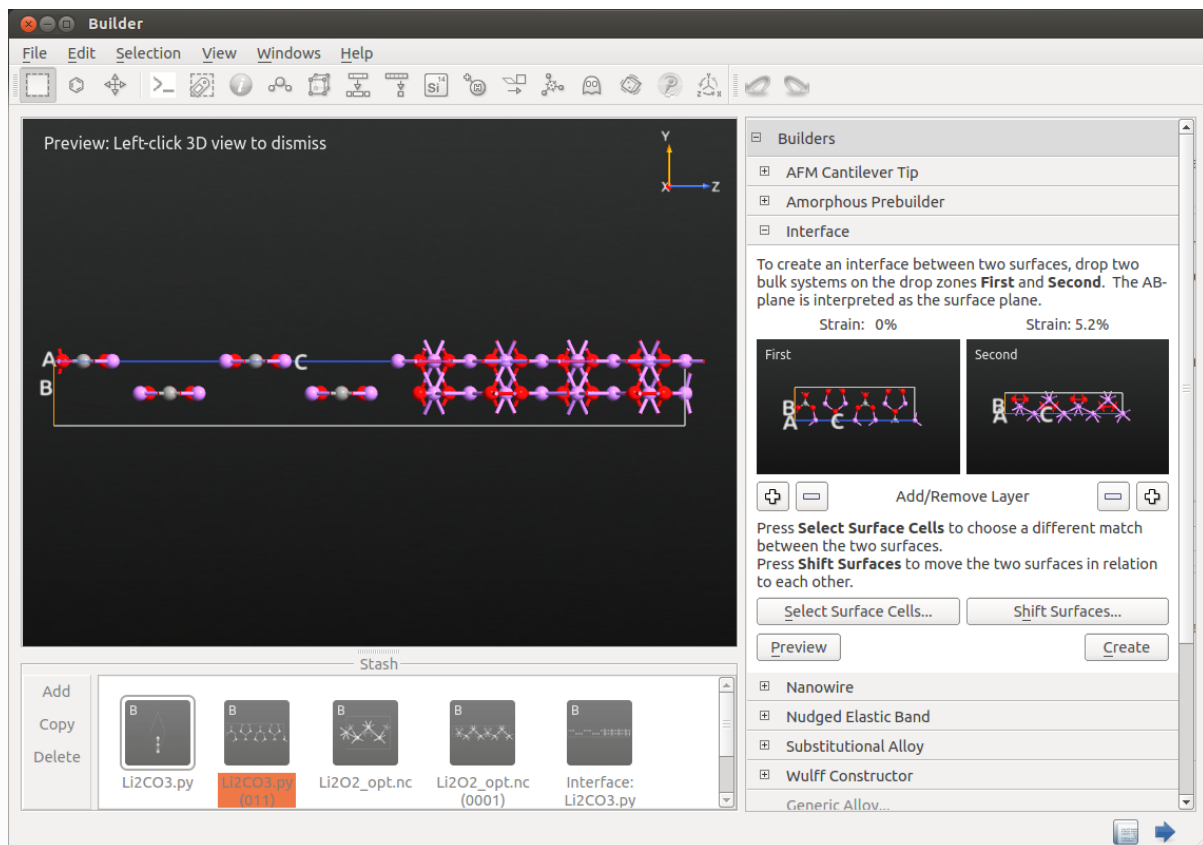 Builder
File Edit Selection View Windows Help
>_
Si 14
Preview: Left-click 3D view to dismiss
Y
X
Z
A
B
C
Builders
AFM Cantilever Tip
Amorphous Prebuilder
Interface
To create an interface between two surfaces, drop two
bulk systems on the drop zones First and Second. The AB-
plane is interpreted as the surface plane.
Strain: 0% Strain: 5.2%
First
B
A
C
Second
B
A
C
Add/Remove Layer
Press Select Surface Cells to choose a different match
between the two surfaces.
Press Shift Surfaces to move the two surfaces in relation
to each other.
Select Surface Cells... Shift Surfaces...
Preview Create
Nanowire
Nudged Elastic Band
Substitutional Alloy
Wulff Constructor
Generic Alloy...
Stash
Add
Copy
Delete
B
Li2CO3.py
B
Li2CO3.py
(011)
B
Li2O2_opt.nc
B
Li2O2_opt.nc
(0001)
B
Interface:
Li2CO3.py